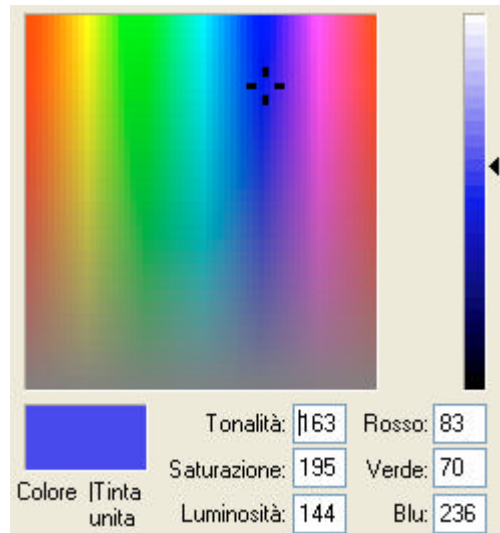 Tonalità: 163 Rosso: 83
Saturazione: 195 Verde: 70
Colore |Tinta unita
Luminosità: 144 Blu: 236